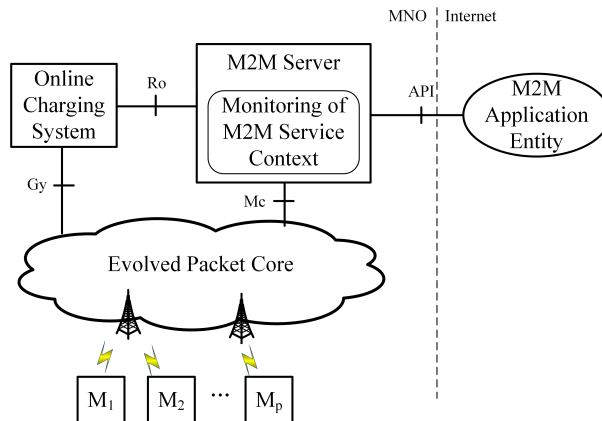 MNO
Internet
Online
Charging
System
Ro
M2M Server
Monitoring of
M2M Service
Context
API
M2M
Application
Entity
Gy
Mc
Evolved Packet Core
M1
M2
...
Mp